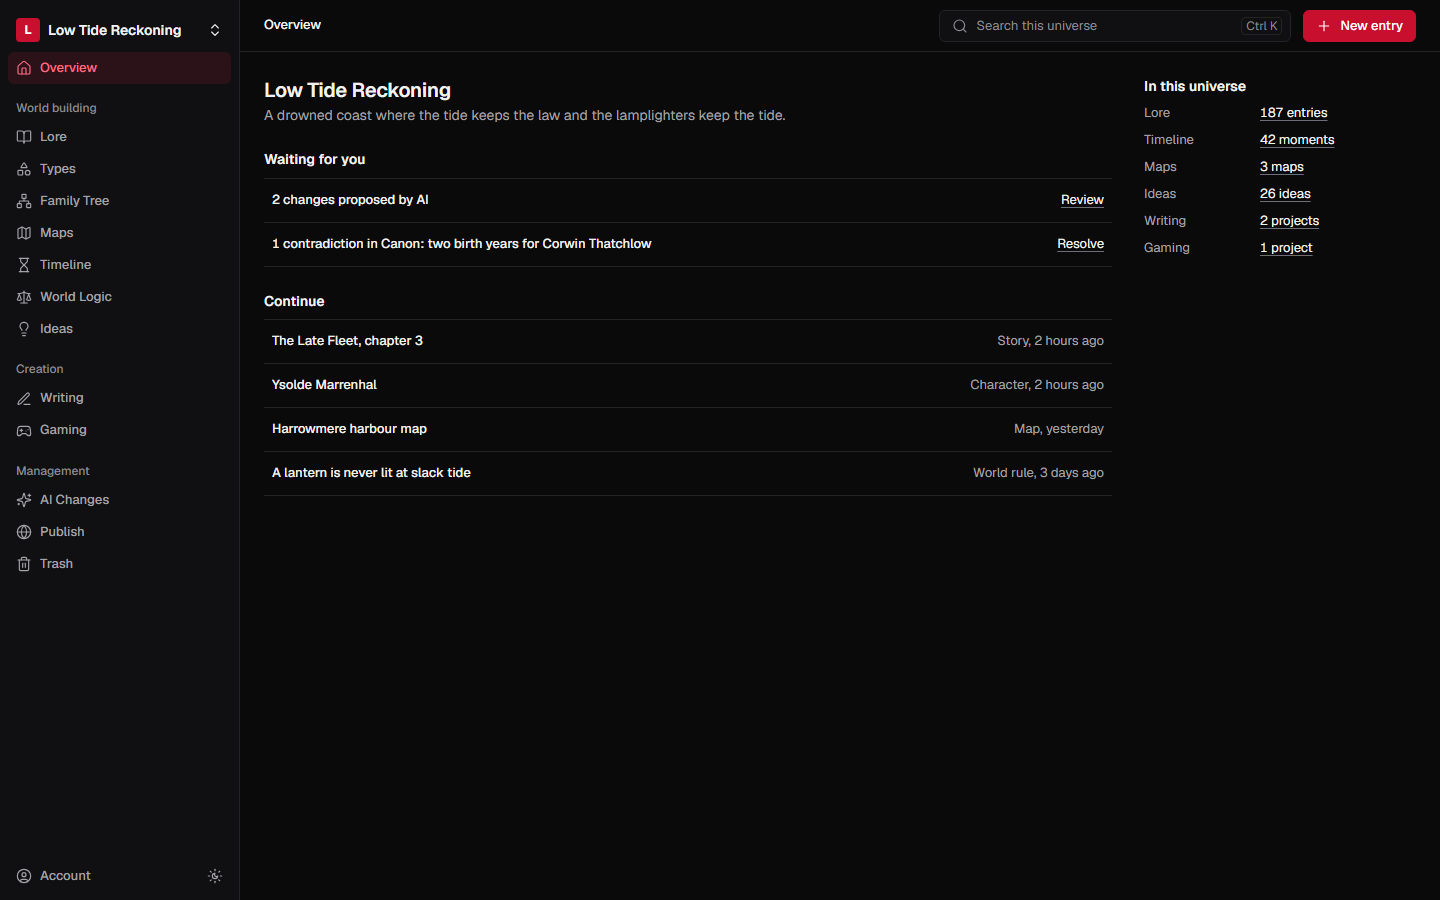 L Low Tide Reckoning
Overview
World building
Lore
Types
Family Tree
Maps
Timeline
World Logic
Ideas
Creation
Writing
Gaming
Management
AI Changes
Publish
Trash
Account
Overview
Search this universe Ctrl K
New entry
Low Tide Reckoning
A drowned coast where the tide keeps the law and the lamplighters keep the tide.
Waiting for you
2 changes proposed by AI Review
1 contradiction in Canon: two birth years for Corwin Thatchlow Resolve
Continue
The Late Fleet, chapter 3 Story, 2 hours ago
Ysolde Marrenhal Character, 2 hours ago
Harrowmere harbour map Map, yesterday
A lantern is never lit at slack tide World rule, 3 days ago
In this universe
Lore 187 entries
Timeline 42 moments
Maps 3 maps
Ideas 26 ideas
Writing 2 projects
Gaming 1 project